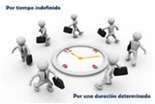 Por tiempo indefinido
Por una duración determinada